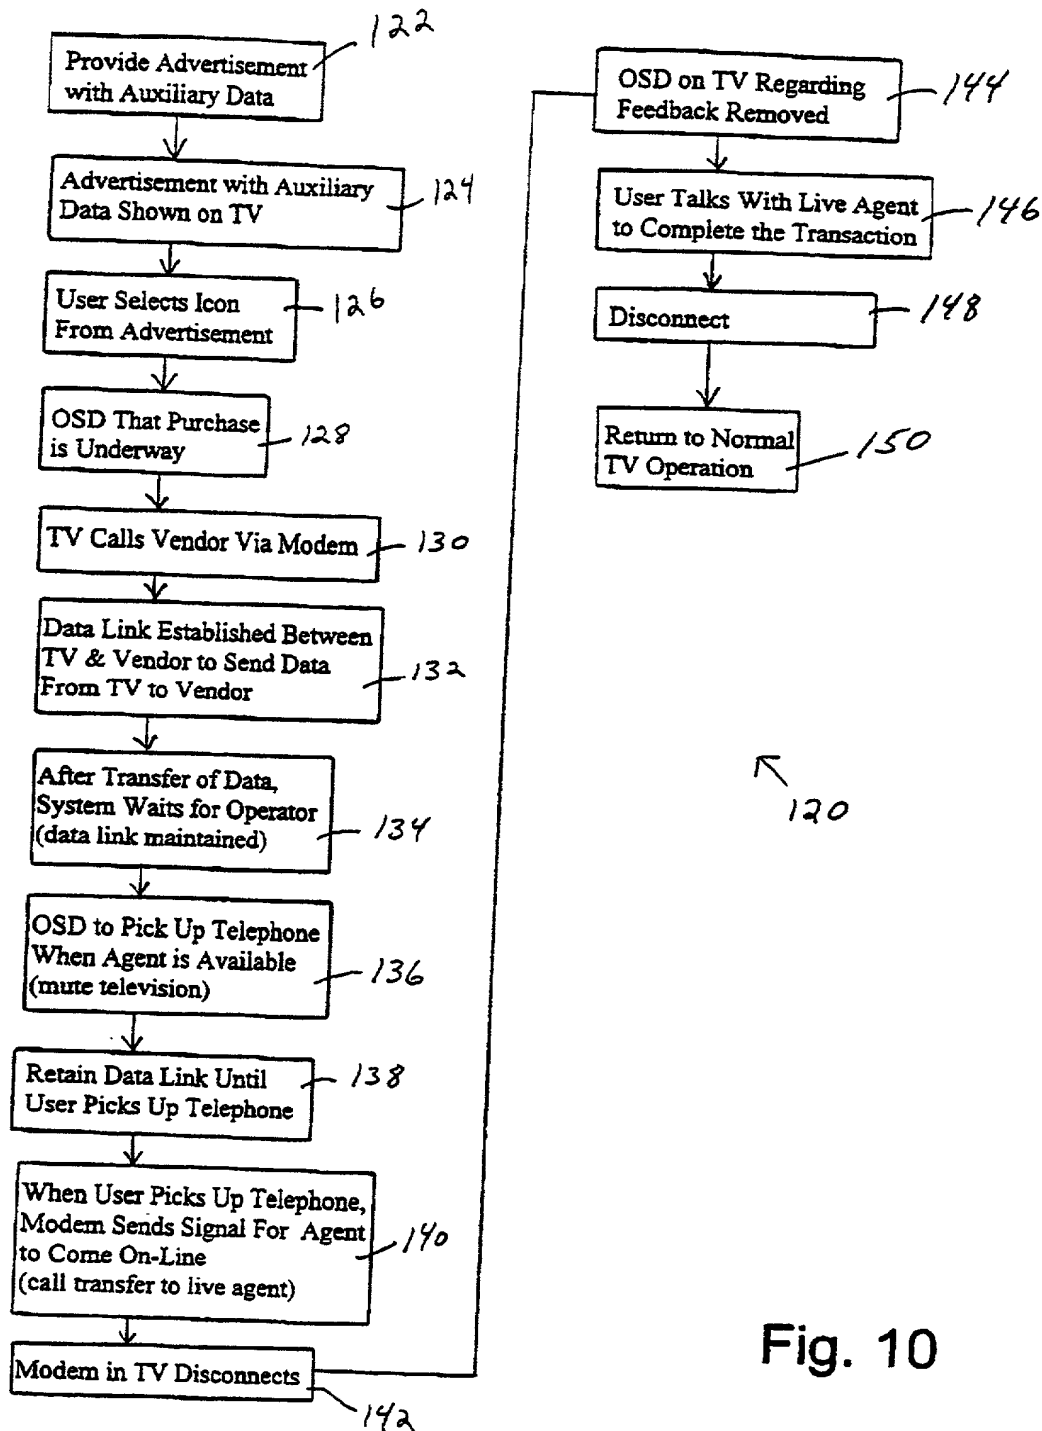 122
Provide Advertisement
with Auxiliary Data
Advertisement with Auxiliary
Data Shown on TV
124
User Selects Icon
From Advertisement
126
OSD That Purchase
is Underway
128
TV Calls Vendor Via Modem
130
Data Link Established Between
TV & Vendor to Send Data
From TV to Vendor
132
After Transfer of Data,
System Waits for Operator
(data link maintained)
134
OSD to Pick Up Telephone
When Agent is Available
(mute television)
136
Retain Data Link Until
User Picks Up Telephone
138
When User Picks Up Telephone,
Modem Sends Signal For Agent
to Come On-Line
(call transfer to live agent)
140
Modem in TV Disconnects
142
OSD on TV Regarding
Feedback Removed
144
User Talks With Live Agent
to Complete the Transaction
146
Disconnect
148
Return to Normal
TV Operation
150
120
Fig. 10